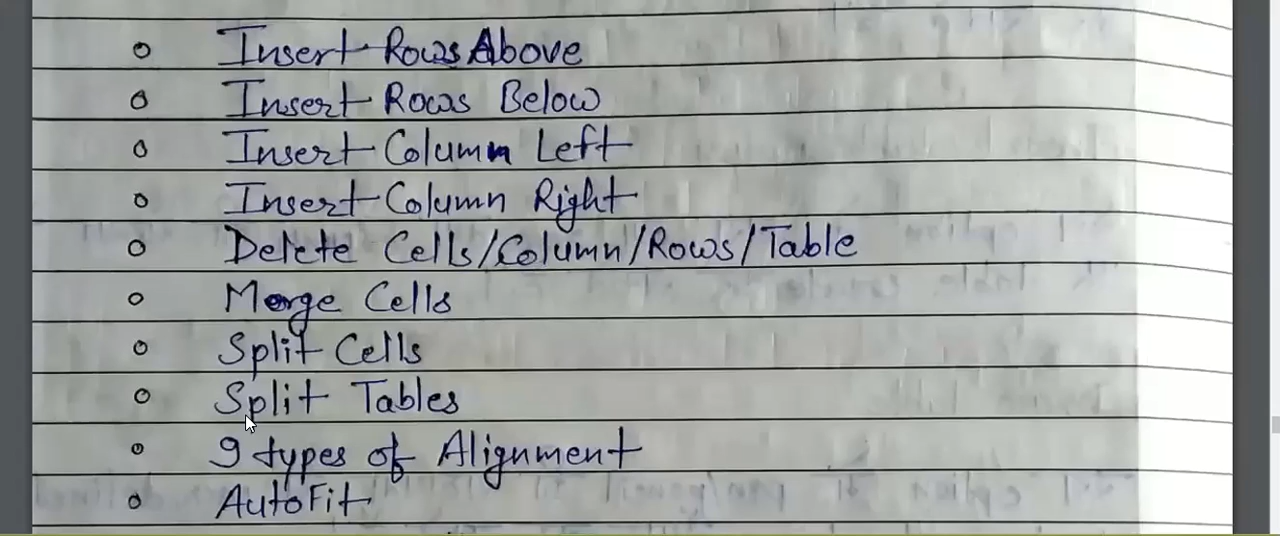 Insert Rows Above
Insert Rows Below
Insert Column Left
Insert Column Right
Delete Cells/Column/Rows/Table
Merge Cells
Split Cells
Split Tables
9 types of Alignment
AutoFit